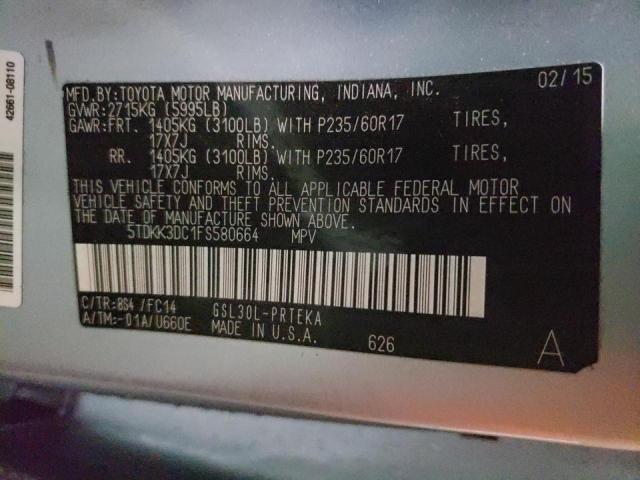 42661-08110
MFD.BY:TOYOTA MOTOR MANUFACTURING, INDIANA, INC. 02/15
GVWR:2715KG (5995LB)
GAWR:FRT. 1405KG (3100LB) WITH P235/60R17 TIRES,
17X7J RIMS.
RR. 1405KG (3100LB) WITH P235/60R17 TIRES,
17X7J RIMS.
THIS VEHICLE CONFORMS TO ALL APPLICABLE FEDERAL MOTOR
VEHICLE SAFETY AND THEFT PREVENTION STANDARDS IN EFFECT ON
THE DATE OF MANUFACTURE SHOWN ABOVE.
5TDKK3DC1FS580664 MPV
C/TR:8S4 /FC14 GSL30L-PRTEKA
A/TM:-01A/U660E MADE IN U.S.A.
626 A